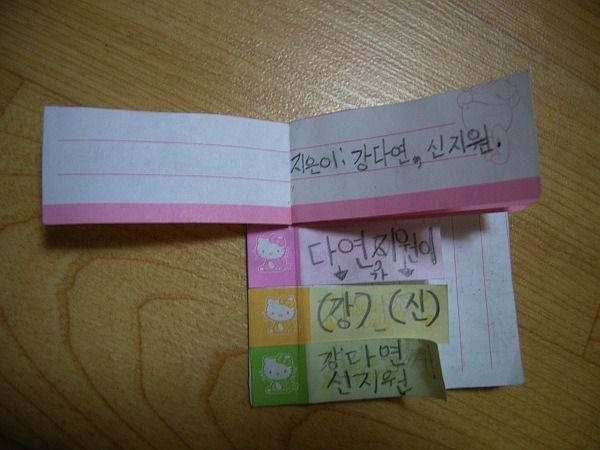 지은이: 강다연, 신지원.
다연 지원이
(강) (신)
강다연
신지원